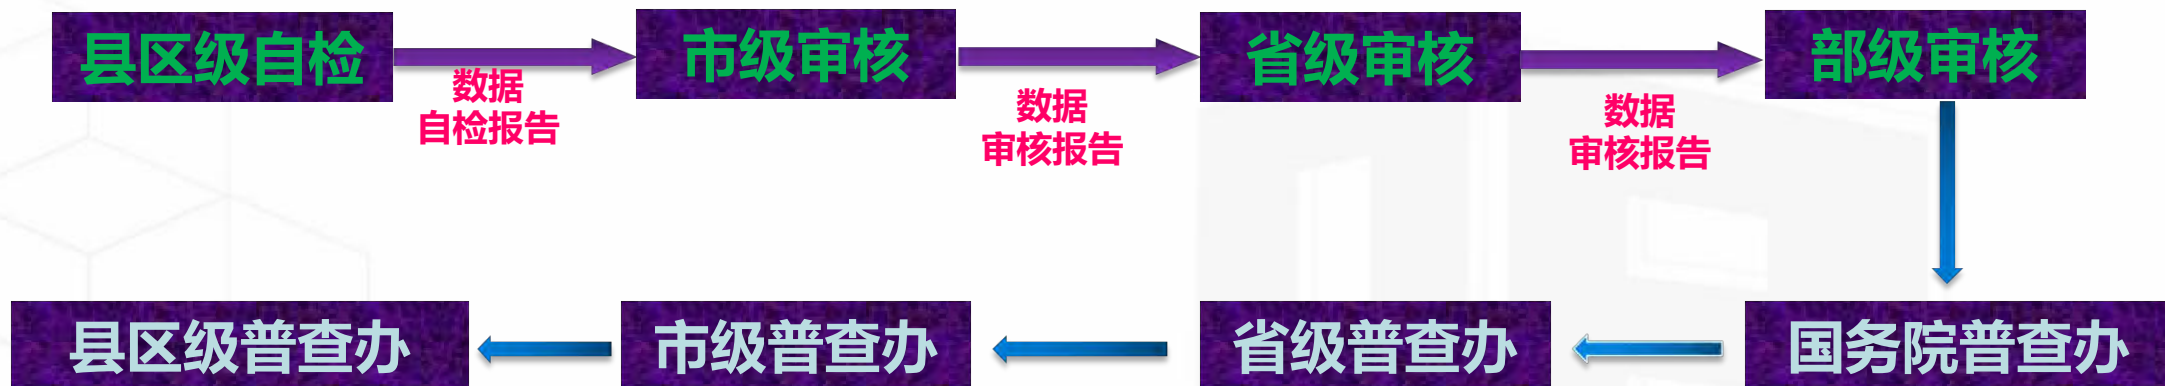 县区级自检
市级审核
省级审核
部级审核
数据
自检报告
数据
审核报告
数据
审核报告
县区级普查办
市级普查办
省级普查办
国务院普查办